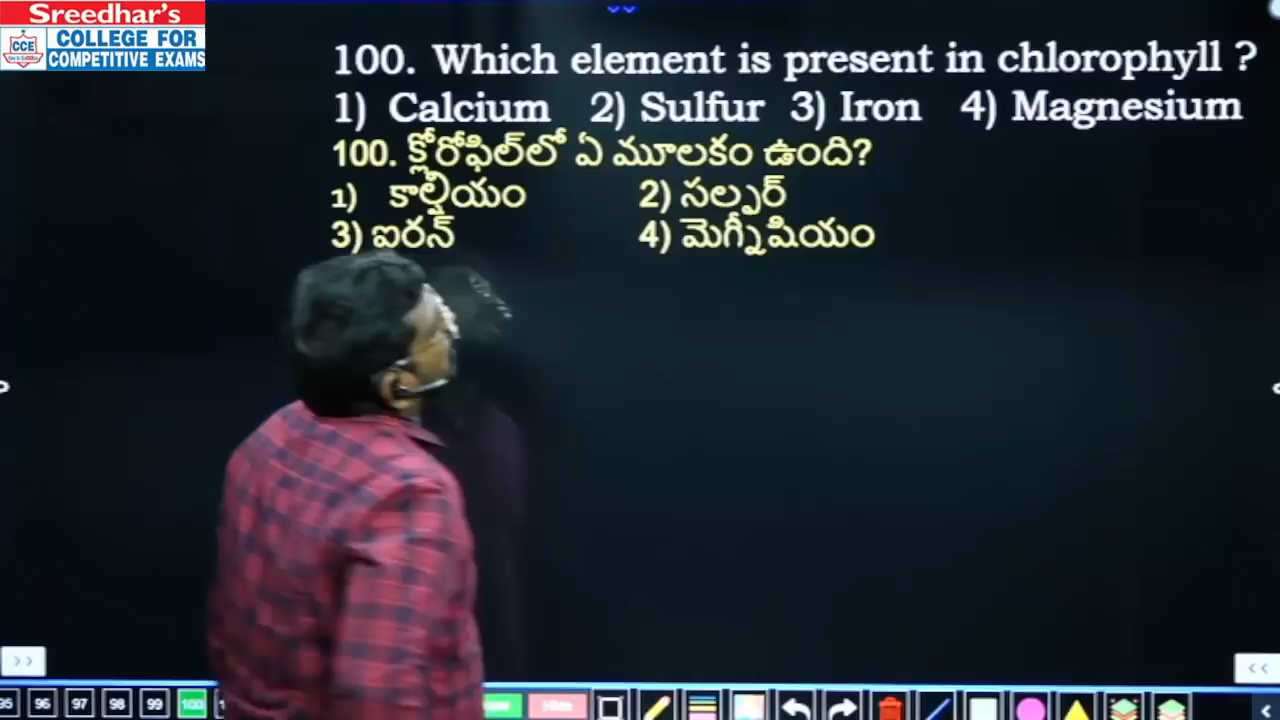 Sreedhar's
CCE
COLLEGE FOR
COMPETITIVE EXAMS
100. Which element is present in chlorophyll ?
1) Calcium 2) Sulfur 3) Iron 4) Magnesium
100. క్లోరోఫిల్‌లో ఏ మూలకం ఉంది?
1) కాల్షియం 2) సల్ఫర్
3) ఐరన్ 4) మెగ్నీషియం
>> <<
95 96 97 98 99 100